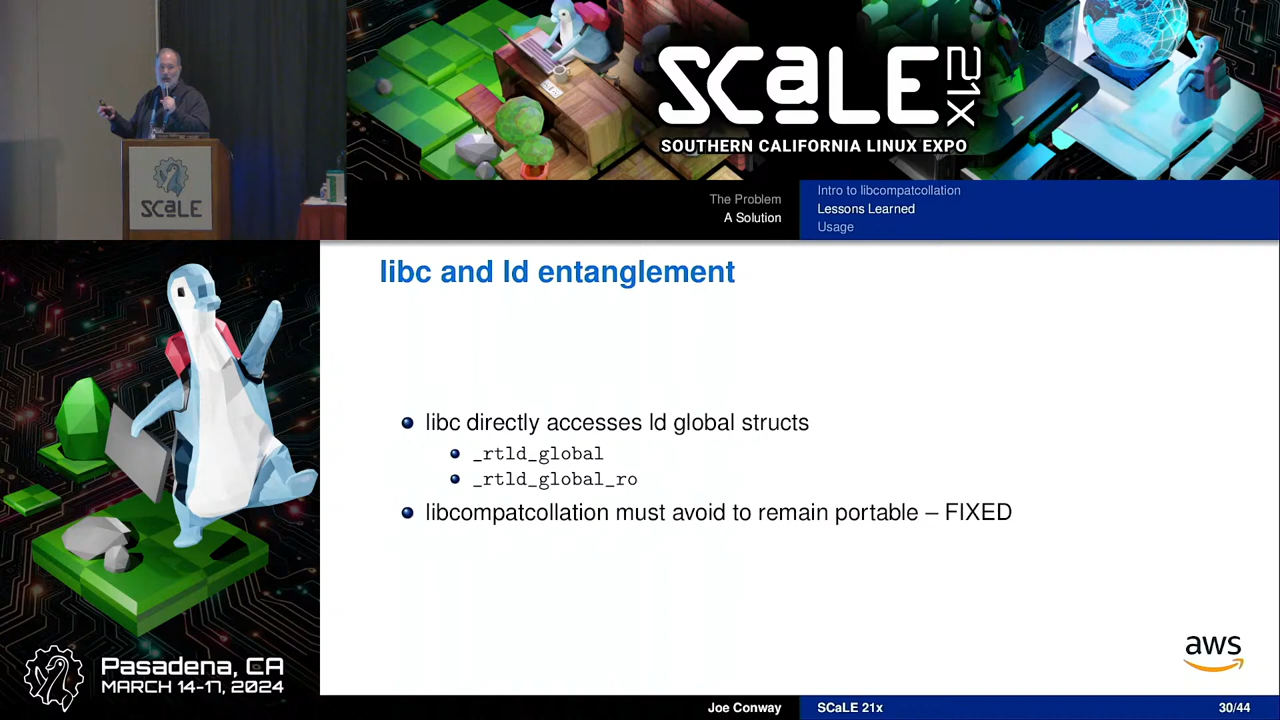 SCaLE
SCALE 21X
SOUTHERN CALIFORNIA LINUX EXPO
The Problem
A Solution
Intro to libcompatcollation
Lessons Learned
Usage
libc and ld entanglement
libc directly accesses ld global structs
_rtld_global
_rtld_global_ro
libcompatcollation must avoid to remain portable – FIXED
aws
Pasadena, CA
MARCH 14-17, 2024
Joe Conway
SCaLE 21x
30/44